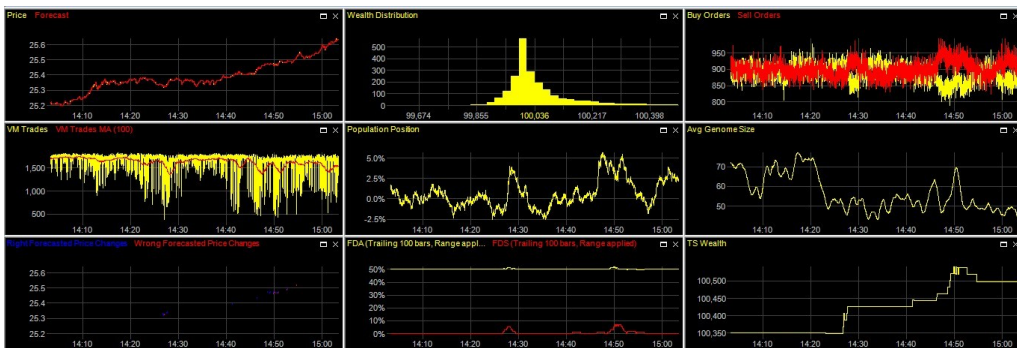 Price Forecast
25.6
25.5
25.4
25.3
25.2
14:10 14:20 14:30 14:40 14:50 15:00
Wealth Distribution
500
400
300
200
100
0
99,674 99,855 100,036 100,217 100,398
Buy Orders Sell Orders
950
900
850
800
14:10 14:20 14:30 14:40 14:50 15:00
VM Trades VM Trades MA (100)
1,500
1,000
500
14:10 14:20 14:30 14:40 14:50 15:00
Population Position
5.0%
2.5%
0.0%
-2.5%
14:10 14:20 14:30 14:40 14:50 15:00
Avg Genome Size
70
60
50
14:10 14:20 14:30 14:40 14:50 15:00
Right Forecasted Price Changes Wrong Forecasted Price Changes
25.6
25.5
25.4
25.3
25.2
14:10 14:20 14:30 14:40 14:50 15:00
FDA (Trailing 100 bars, Range appl... FDS (Trailing 100 bars, Range applied)
50%
40%
30%
20%
10%
0%
14:10 14:20 14:30 14:40 14:50 15:00
TS Wealth
100,500
100,450
100,400
100,350
14:10 14:20 14:30 14:40 14:50 15:00